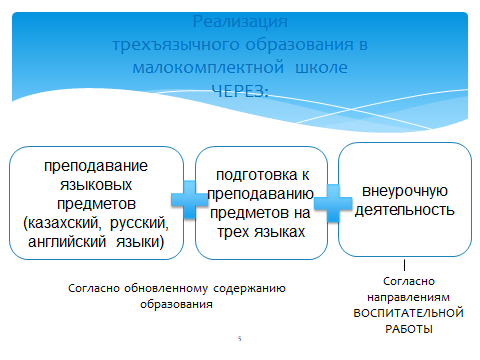 Реализация
трехъязычного образования в
малокомплектной школе
ЧЕРЕЗ:
преподавание
языковых
предметов
(казахский, русский,
английский языки)
подготовка к
преподаванию
предметов на
трех языках
внеурочную
деятельность
Согласно обновленному содержанию
образования
Согласно
направлениям
ВОСПИТАТЕЛЬНОЙ
РАБОТЫ
5